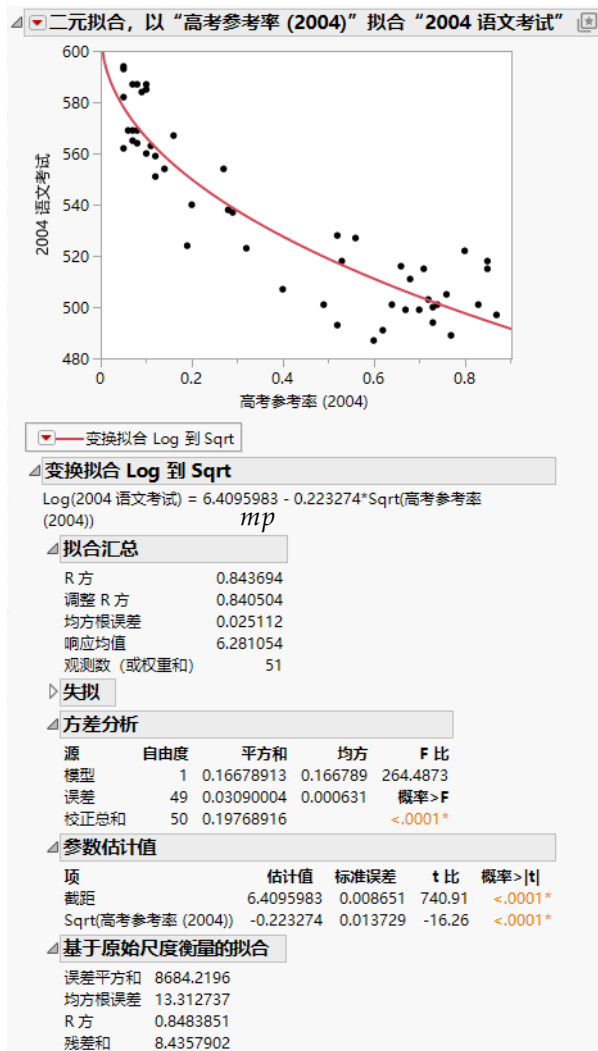 二元拟合，以“高考参考率 (2004)”拟合“2004 语文考试”
600
580
560
540
520
500
480
2004 语文考试
0 0.2 0.4 0.6 0.8
高考参考率 (2004)
变换拟合 Log 到 Sqrt
变换拟合 Log 到 Sqrt
Log(2004 语文考试) = 6.4095983 - 0.223274*Sqrt(高考参考率
(2004))
mp
拟合汇总
R 方 0.843694
调整 R 方 0.840504
均方根误差 0.025112
响应均值 6.281054
观测数（或权重和） 51
失拟
方差分析
源 自由度 平方和 均方 F 比
模型 1 0.16678913 0.166789 264.4873
误差 49 0.03090004 0.000631 概率>F
校正总和 50 0.19768916 <.0001*
参数估计值
项 估计值 标准误差 t 比 概率>|t|
截距 6.4095983 0.008651 740.91 <.0001*
Sqrt(高考参考率 (2004)) -0.223274 0.013729 -16.26 <.0001*
基于原始尺度衡量的拟合
误差平方和 8684.2196
均方根误差 13.312737
R 方 0.8483851
残差和 8.4357902